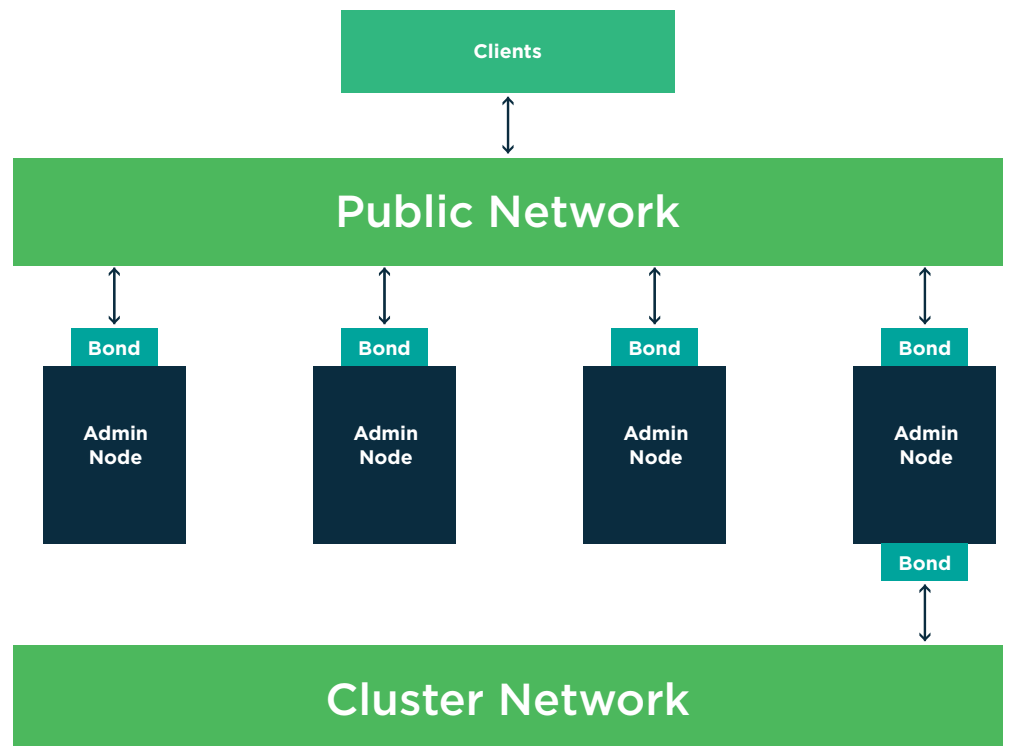 Clients
Public Network
Bond
Bond
Bond
Bond
Admin
Node
Admin
Node
Admin
Node
Admin
Node
Bond
Cluster Network